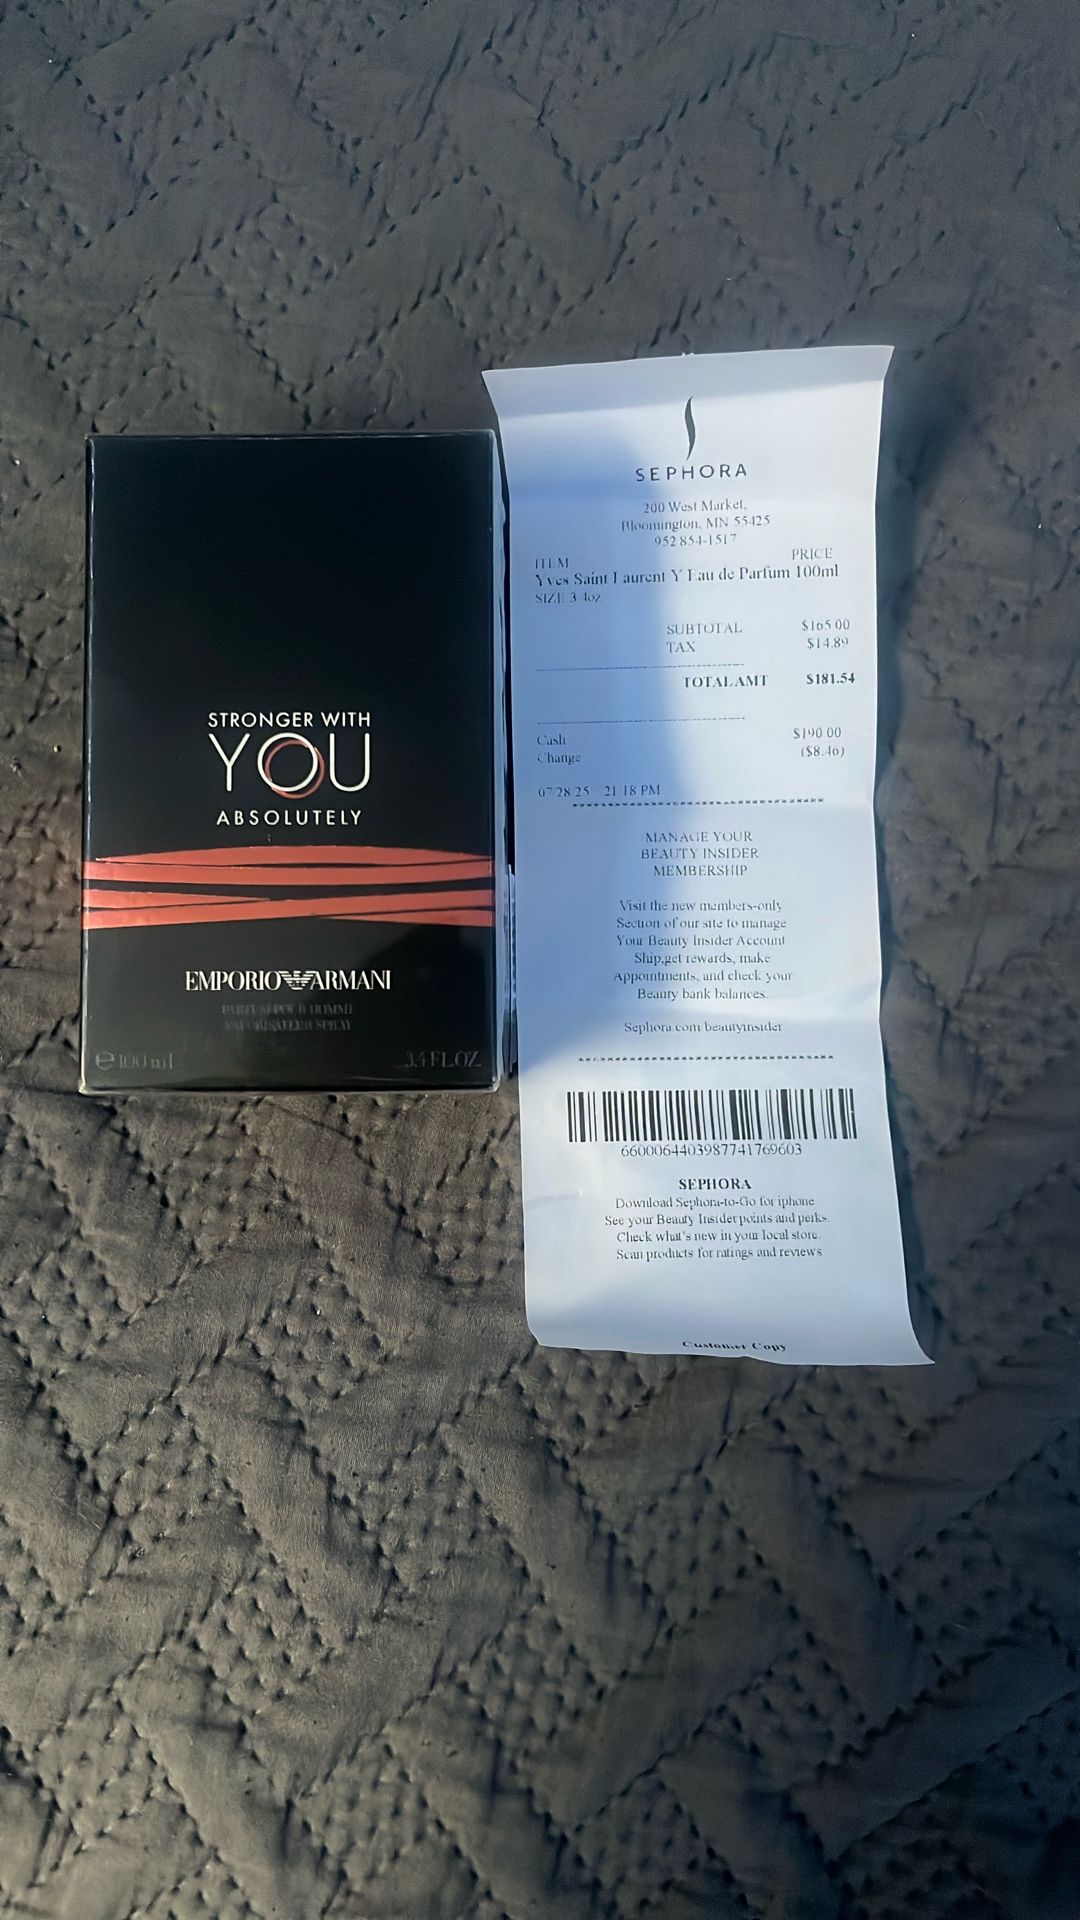 STRONGER WITH
YOU
ABSOLUTELY
EMPORIO ARMANI
PARFUM POUR HOMME
VAPORISATEUR SPRAY
e 100 ml 3.4 FL.OZ.
SEPHORA
200 West Market,
Bloomington, MN 55425
952 854-1517
ITEM PRICE
Yves Saint Laurent Y Eau de Parfum 100ml
SIZE 3.4oz
SUBTOTAL $165.00
TAX $14.89
TOTAL AMT $181.54
Cash $190.00
Change ($8.46)
07/28/25 21:18 PM
MANAGE YOUR
BEAUTY INSIDER
MEMBERSHIP
Visit the new members-only
Section of our site to manage
Your Beauty Insider Account
Ship,get rewards, make
Appointments, and check your
Beauty bank balances.
Sephora.com/beautyinsider
6600064403987741769603
SEPHORA
Download Sephora-to-Go for iphone
See your Beauty Insider points and perks.
Check what's new in your local store.
Scan products for ratings and reviews
Customer Copy